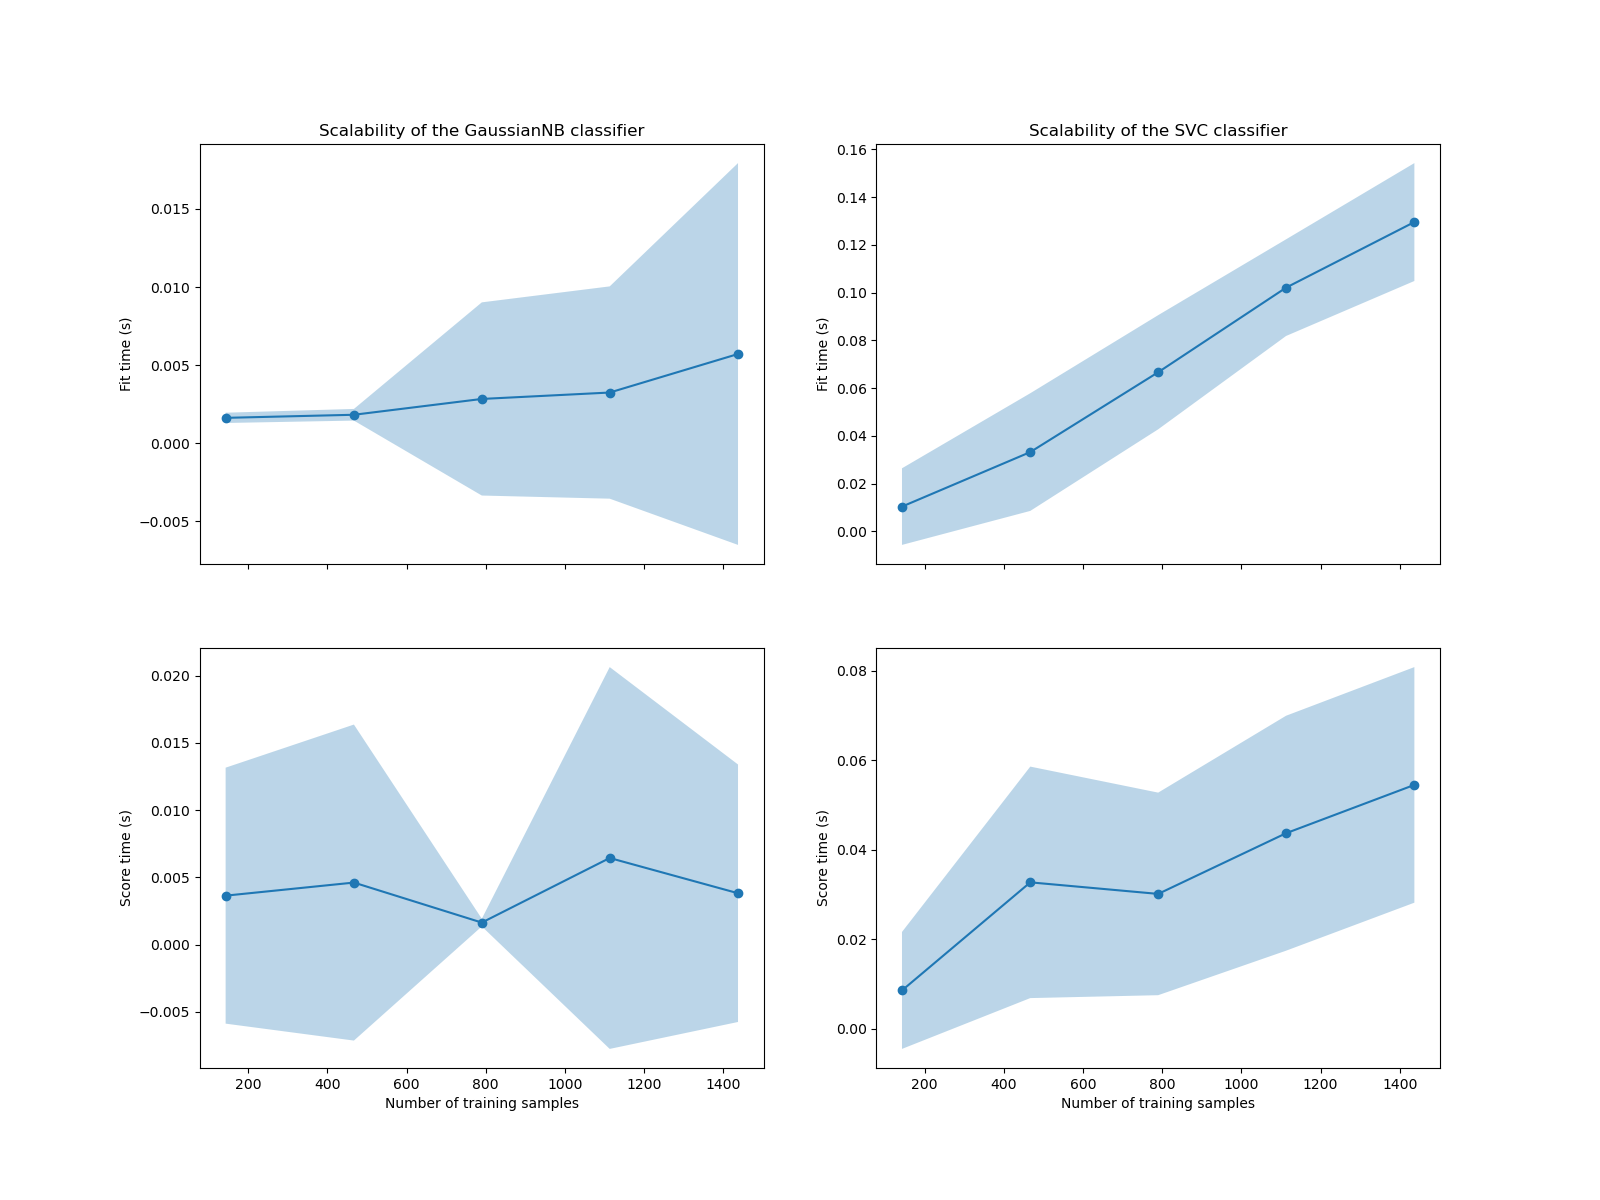 Scalability of the GaussianNB classifier
Fit time (s)
0.015
0.010
0.005
0.000
−0.005
Scalability of the SVC classifier
Fit time (s)
0.16
0.14
0.12
0.10
0.08
0.06
0.04
0.02
0.00
Score time (s)
0.020
0.015
0.010
0.005
0.000
−0.005
200 400 600 800 1000 1200 1400
Number of training samples
Score time (s)
0.08
0.06
0.04
0.02
0.00
200 400 600 800 1000 1200 1400
Number of training samples